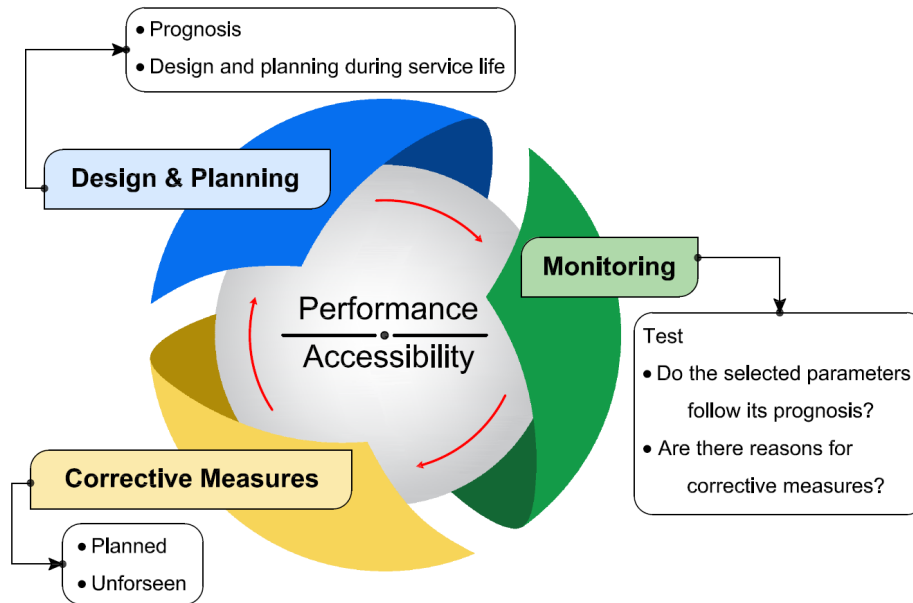 • Prognosis
• Design and planning during service life
Design & Planning
Monitoring
Performance
Accessibility
Test
• Do the selected parameters
follow its prognosis?
• Are there reasons for
corrective measures?
Corrective Measures
• Planned
• Unforseen